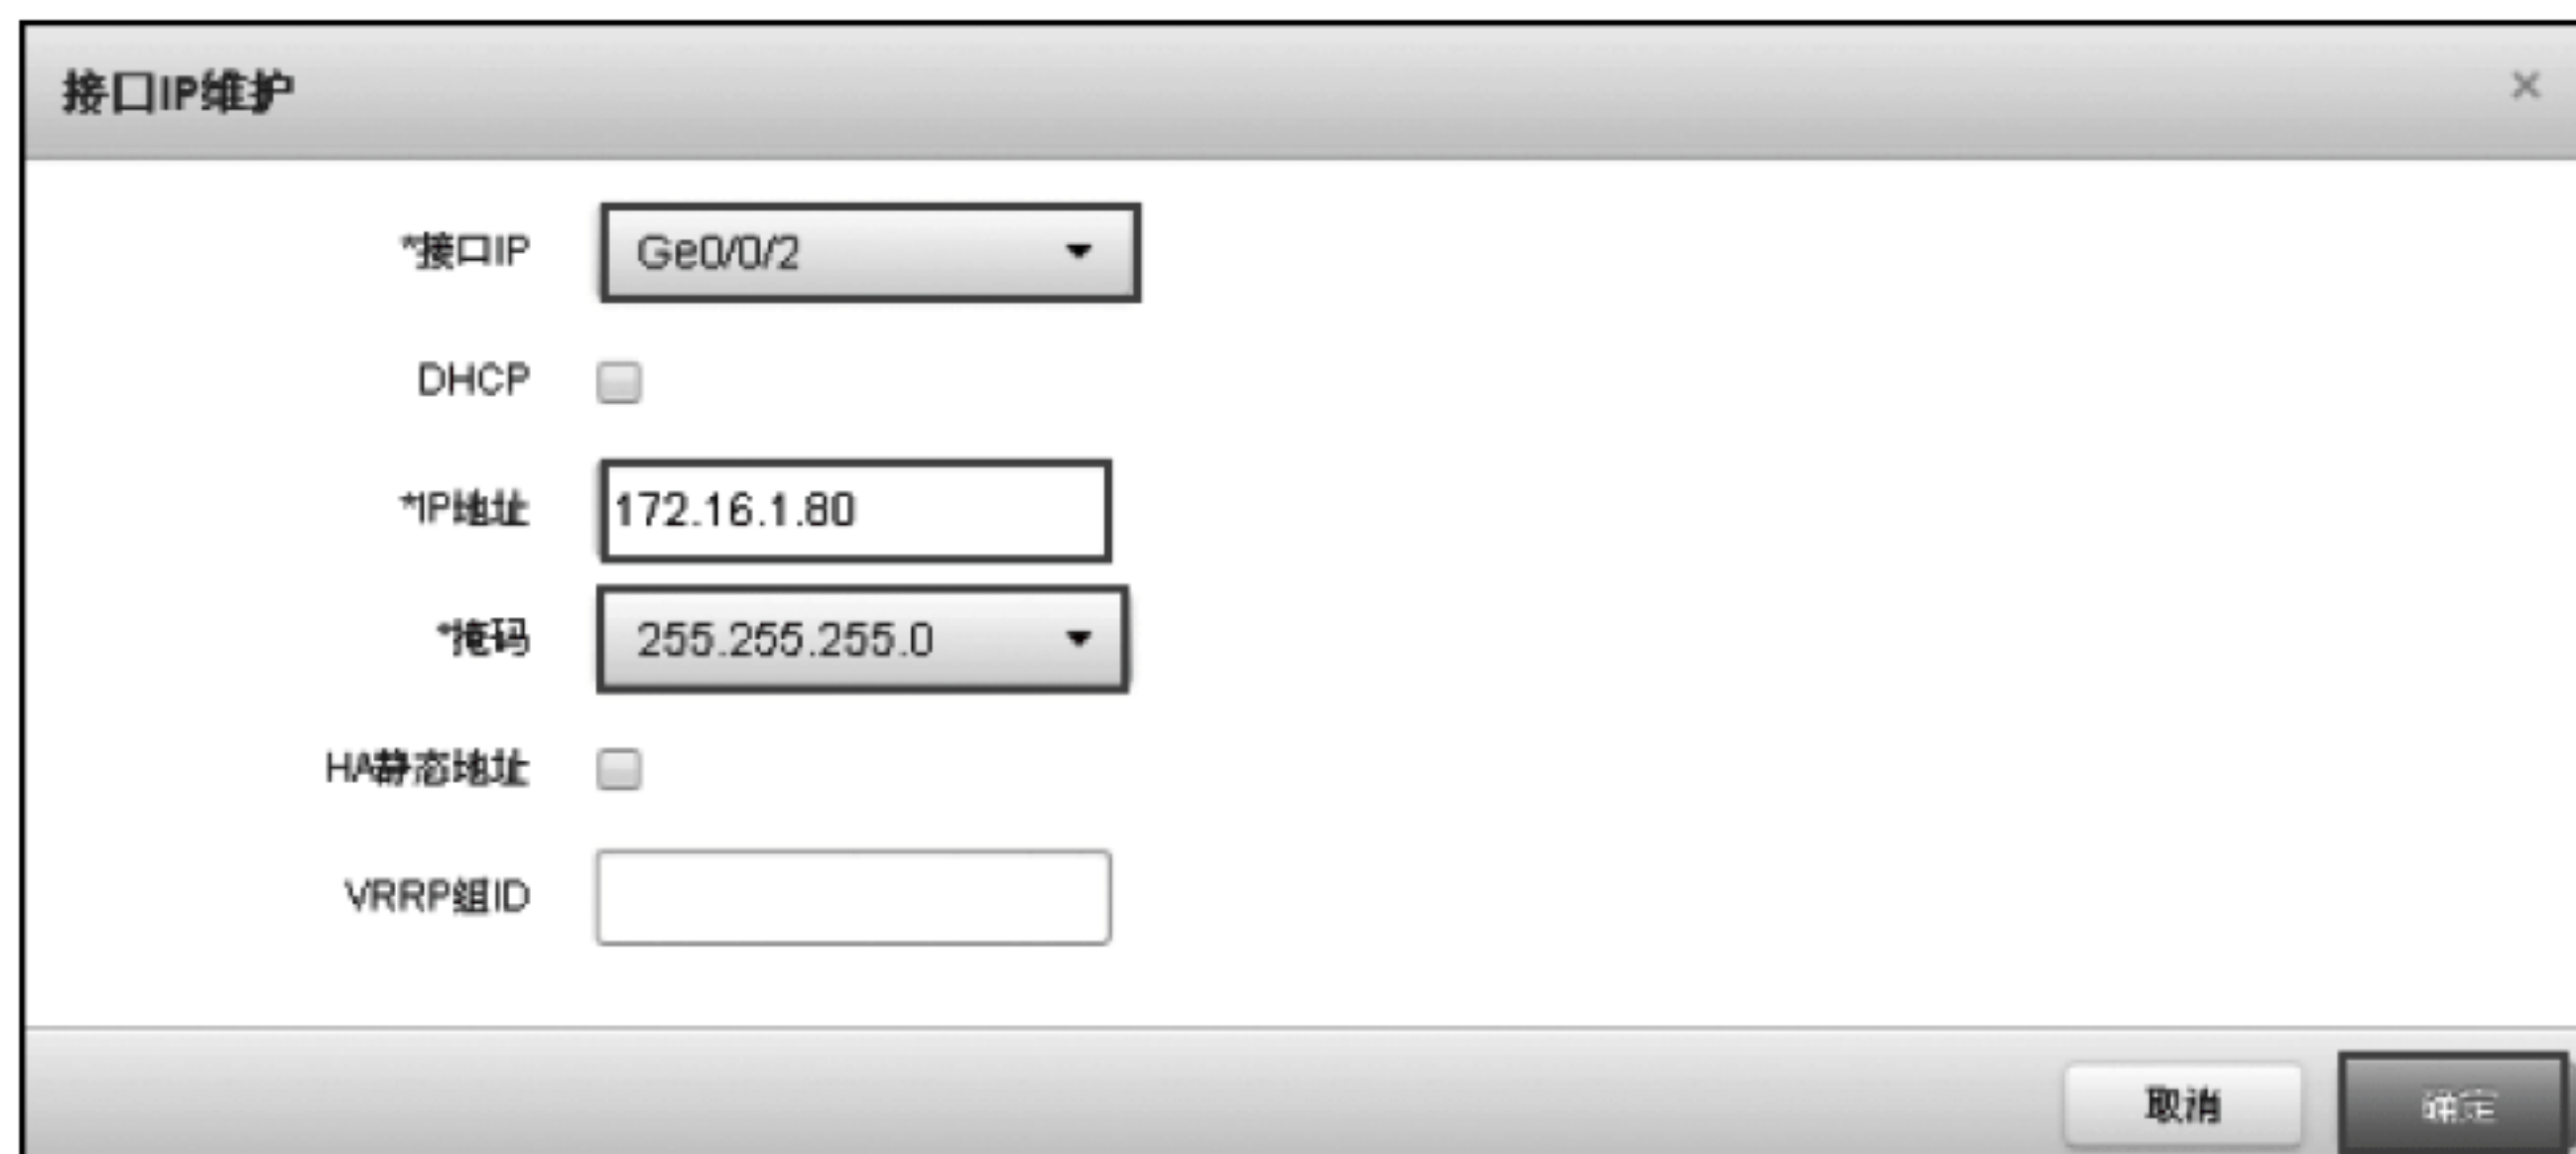 接口IP维护
×
*接口IP Ge0/0/2
DHCP
*IP地址 172.16.1.80
*掩码 255.255.255.0
HA静态地址
VRRP组ID
取消 确定